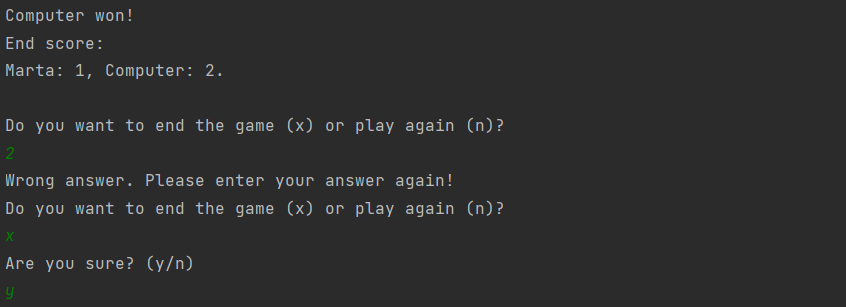 Computer won!
End score:
Marta: 1, Computer: 2.
Do you want to end the game (x) or play again (n)?
2
Wrong answer. Please enter your answer again!
Do you want to end the game (x) or play again (n)?
x
Are you sure? (y/n)
y